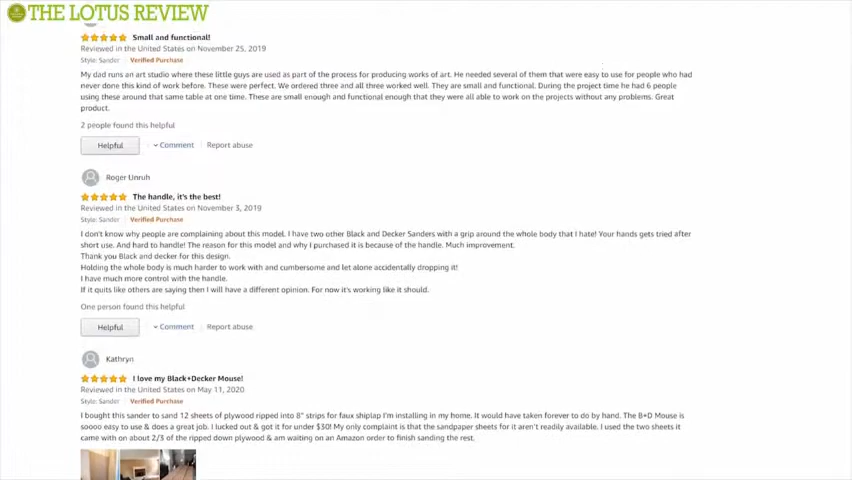 THE LOTUS REVIEW
Small and functional!
Reviewed in the United States on November 25, 2019
Style: Sander Verified Purchase
My dad runs an art studio where these little guys are used as part of the process for producing works of art. He needed several of them that were easy to use for people who had
never done this kind of work before. These were perfect. We ordered three and all three worked well. They are small and functional. During the project time he had 6 people
using these around that same table at one time. These are small enough and functional enough that they were all able to work on the projects without any problems. Great
product.
2 people found this helpful
Helpful Comment Report abuse
Roger Unruh
The handle, it's the best!
Reviewed in the United States on November 3, 2019
Style: Sander Verified Purchase
I don't know why people are complaining about this model. I have two other Black and Decker Sanders with a grip around the whole body that I hate! Your hands gets tried after
short use. And hard to handle! The reason for this model and why I purchased it is because of the handle. Much improvement.
Thank you Black and decker for this design.
Holding the whole body is much harder to work with and cumbersome and let alone accidentally dropping it!
I have much more control with the handle.
If it quits like others are saying then I will have a different opinion. For now it's working like it should.
One person found this helpful
Helpful Comment Report abuse
Kathryn
I love my Black+Decker Mouse!
Reviewed in the United States on May 11, 2020
Style: Sander Verified Purchase
I bought this sander to sand 12 sheets of plywood ripped into 8" strips for faux shiplap I'm installing in my home. It would have taken forever to do by hand. The B+D Mouse is
soooo easy to use & does a great job. I lucked out & got it for under $30! My only complaint is that the sandpaper sheets for it aren't readily available. I used the two sheets it
came with on about 2/3 of the ripped down plywood & am waiting on an Amazon order to finish sanding the rest.